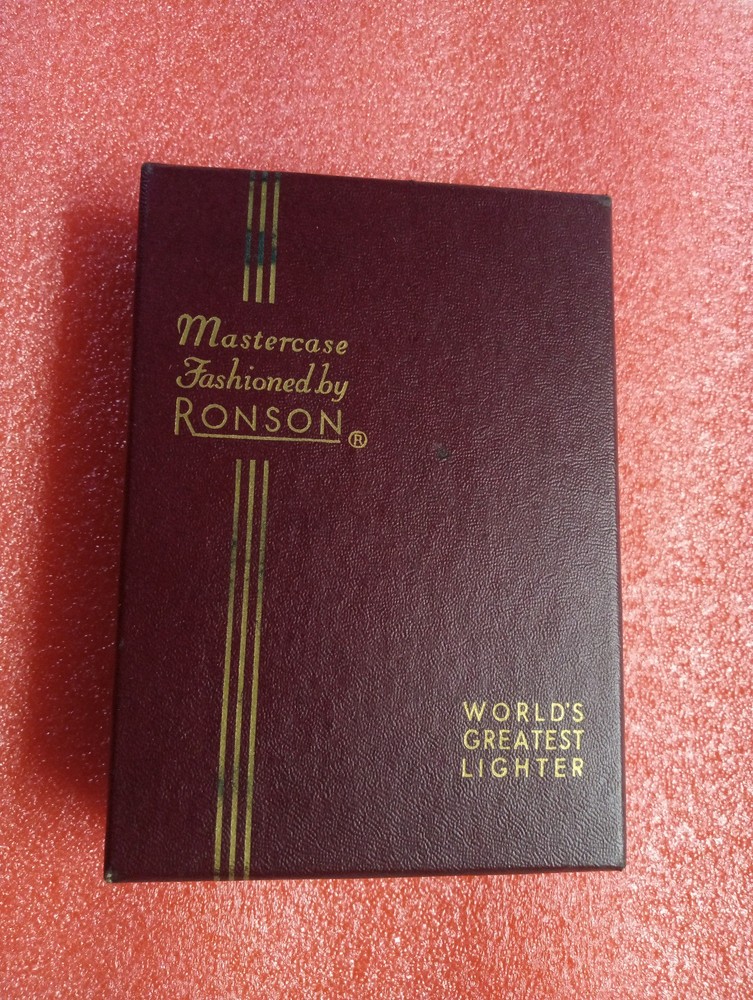 Mastercase
Fashioned by
RONSON ®
WORLD'S
GREATEST
LIGHTER